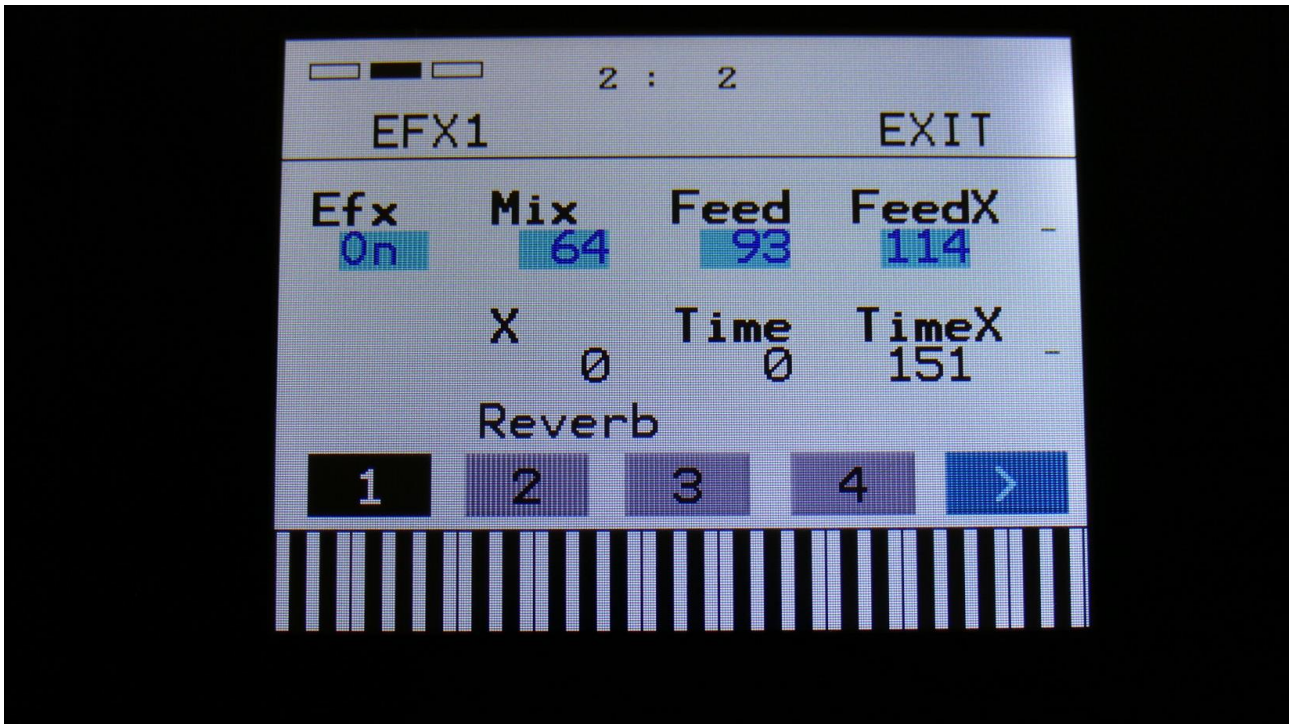 2 : 2
EFX1 EXIT
Efx Mix Feed FeedX
On 64 93 114
X Time TimeX
0 0 151
Reverb
1 2 3 4 >